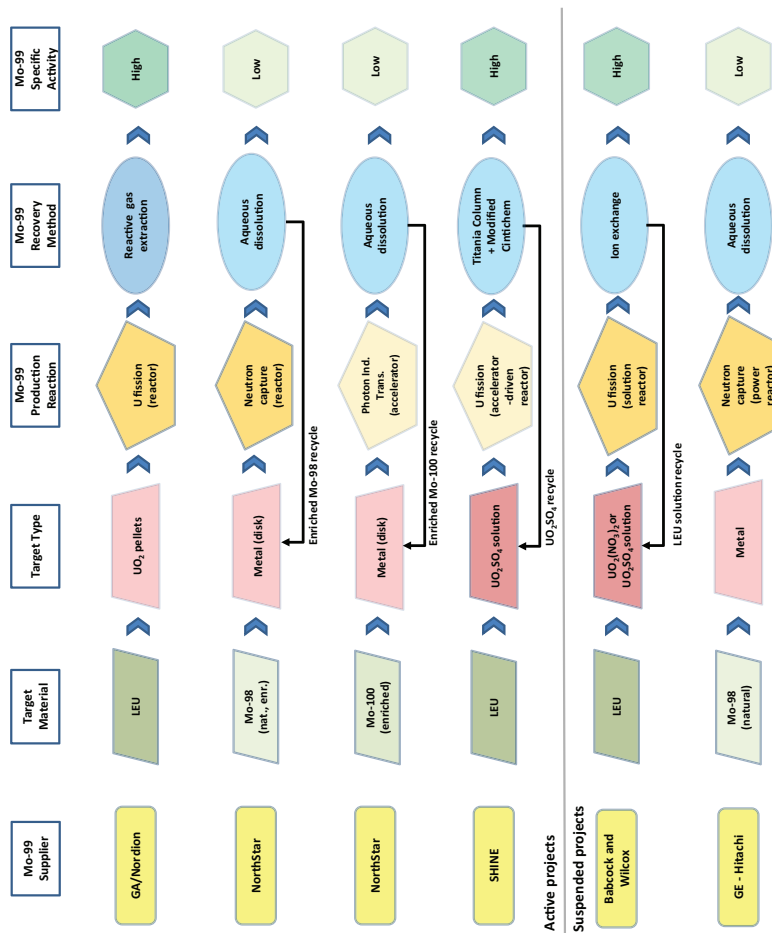 Mo-99
Supplier
Target
Material
Target Type
Mo-99
Production
Reaction
Mo-99
Recovery
Method
Mo-99
Specific
Activity
GA/Nordion
LEU
UO₂ pellets
U fission
(reactor)
Reactive gas
extraction
High
NorthStar
Mo-98
(nat., enr.)
Metal (disk)
Neutron
capture
(reactor)
Aqueous
dissolution
Low
Enriched Mo-98 recycle
NorthStar
Mo-100
(enriched)
Metal (disk)
Photon Ind.
Trans.
(accelerator)
Aqueous
dissolution
Low
Enriched Mo-100 recycle
SHINE
LEU
UO₂SO₄ solution
U fission
(accelerator
-driven
reactor)
Titania Column
+ Modified
Cintichem
High
UO₂SO₄ recycle
Active projects
Suspended projects
Babcock and
Wilcox
LEU
UO₂(NO₃)₂ or
UO₂SO₄ solution
U fission
(solution
reactor)
Ion exchange
High
LEU solution recycle
GE - Hitachi
Mo-98
(natural)
Metal
Neutron
capture
(power
reactor)
Aqueous
dissolution
Low